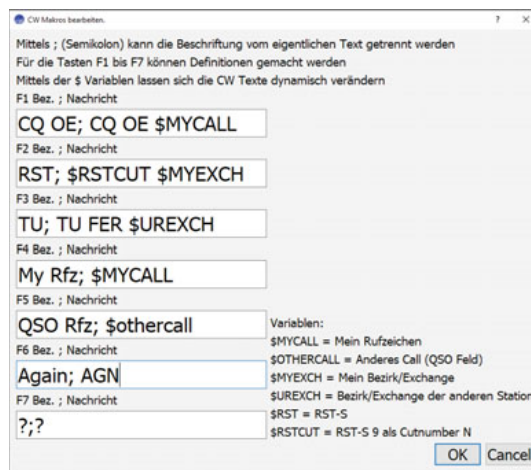 CW Makros bearbeiten.
? ×
Mittels ; (Semikolon) kann die Beschriftung vom eigentlichen Text getrennt werden
Für die Tasten F1 bis F7 können Definitionen gemacht werden
Mittels der $ Variablen lassen sich die CW Texte dynamisch verändern
F1 Bez. ; Nachricht
CQ OE; CQ OE $MYCALL
F2 Bez. ; Nachricht
RST; $RSTCUT $MYEXCH
F3 Bez. ; Nachricht
TU; TU FER $UREXCH
F4 Bez. ; Nachricht
My Rfz; $MYCALL
F5 Bez. ; Nachricht
QSO Rfz; $othercall
F6 Bez. ; Nachricht
Again; AGN
F7 Bez. ; Nachricht
?;?
Variablen:
$MYCALL = Mein Rufzeichen
$OTHERCALL = Anderes Call (QSO Feld)
$MYEXCH = Mein Bezirk/Exchange
$UREXCH = Bezirk/Exchange der anderen Station
$RST = RST-S
$RSTCUT = RST-S 9 als Cutnumber N
OK Cancel